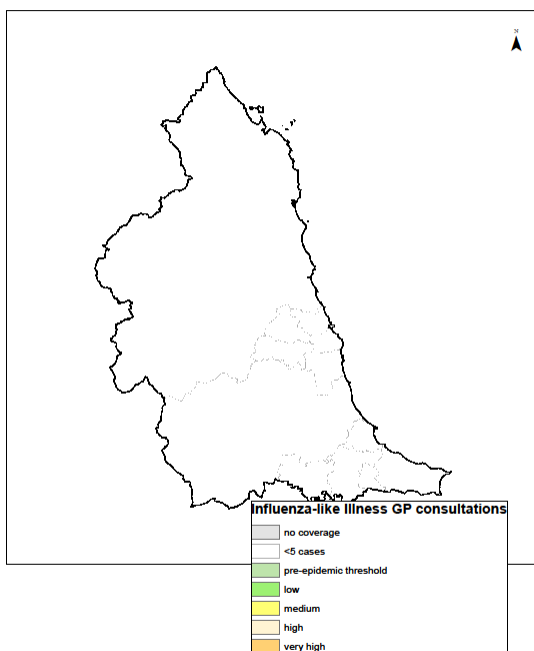 N
Influenza-like Illness GP consultations
no coverage
<5 cases
pre-epidemic threshold
low
medium
high
very high